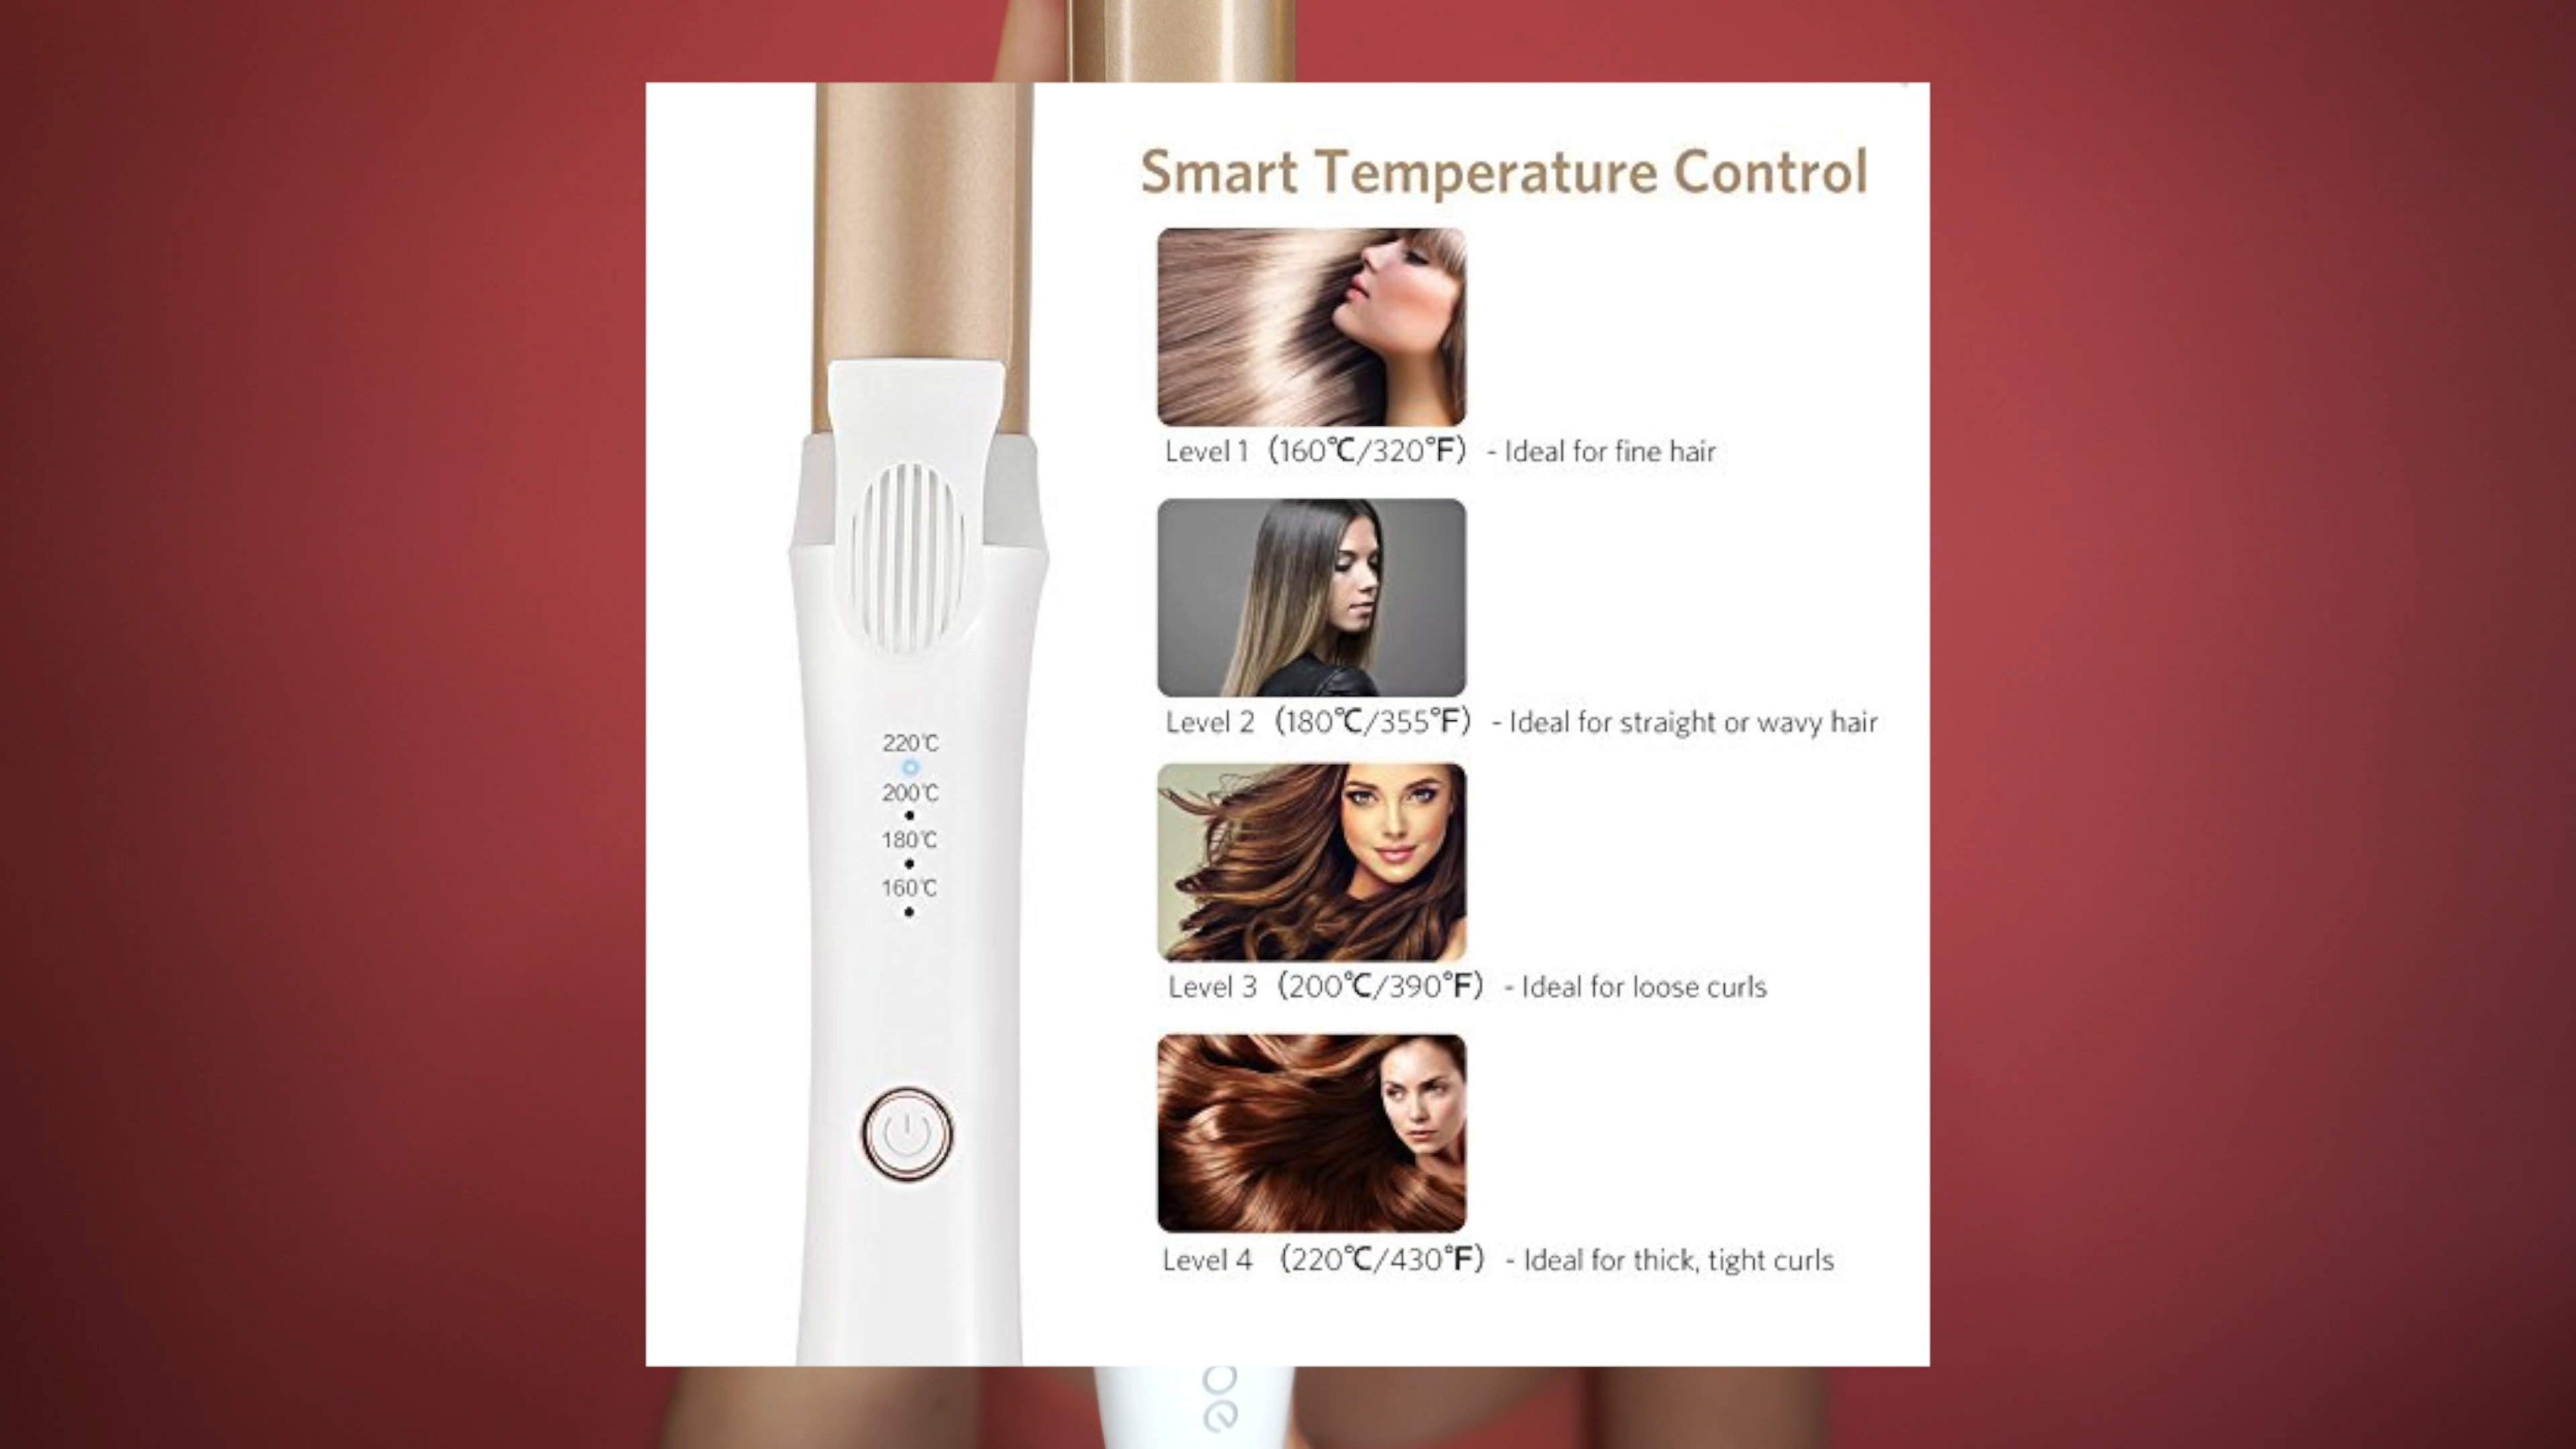 Smart Temperature Control
Level 1 (160℃/320℉) - Ideal for fine hair
Level 2 (180℃/355℉) - Ideal for straight or wavy hair
Level 3 (200℃/390℉) - Ideal for loose curls
Level 4 (220℃/430℉) - Ideal for thick, tight curls
220℃
200℃
180℃
160℃